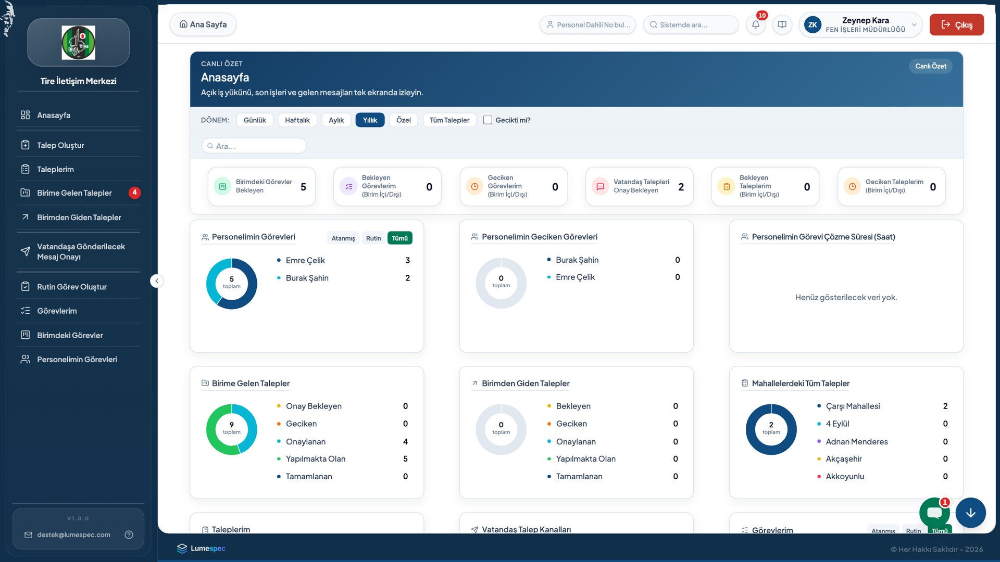 TİRE
Tire İletişim Merkezi
Anasayfa
Talep Oluştur
Taleplerim
Birime Gelen Talepler
4
Birimden Giden Talepler
Vatandaşa Gönderilecek
Mesaj Onayı
Rutin Görev Oluştur
Görevlerim
Birimdeki Görevler
Personelimin Görevleri
V1.0.0
destek@lumespec.com
Ana Sayfa
Personel Dahili No bul...
Sistemde ara...
10
ZK
Zeynep Kara
FEN İŞLERİ MÜDÜRLÜĞÜ
Çıkış
CANLI ÖZET
Anasayfa
Açık iş yükünü, son işleri ve gelen mesajları tek ekranda izleyin.
Canlı Özet
DÖNEM:
Günlük
Haftalık
Aylık
Yıllık
Özel
Tüm Talepler
Gecikti mi?
Ara...
Birimdeki Görevler
Bekleyen
5
Bekleyen
Görevlerim
(Birim İçi/Dışı)
0
Geciken
Görevlerim
(Birim İçi/Dışı)
0
Vatandaş Talepleri
Onay Bekleyen
2
Bekleyen
Taleplerim
(Birim İçi/Dışı)
0
Geciken Taleplerim
(Birim İçi/Dışı)
0
Personelimin Görevleri
Atanmış
Rutin
Tümü
5
toplam
Emre Çelik 3
Burak Şahin 2
Personelimin Geciken Görevleri
0
toplam
Burak Şahin 0
Emre Çelik 0
Personelimin Görevi Çözme Süresi (Saat)
Henüz gösterilecek veri yok.
Birime Gelen Talepler
9
toplam
Onay Bekleyen 0
Geciken 0
Onaylanan 4
Yapılmakta Olan 5
Tamamlanan 0
Birimden Giden Talepler
0
toplam
Bekleyen 0
Geciken 0
Onaylanan 0
Yapılmakta Olan 0
Tamamlanan 0
Mahallelerdeki Tüm Talepler
2
toplam
Çarşı Mahallesi 2
4 Eylül 0
Adnan Menderes 0
Akçaşehir 0
Akkoyunlu 0
Taleplerim
Vatandaş Talep Kanalları
Görevlerim
Atanmış
Rutin
Tümü
1
Lumespec
© Her Hakkı Saklıdır – 2026